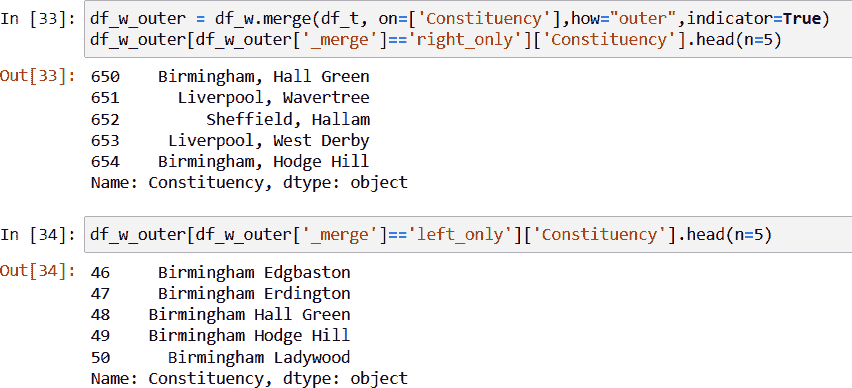 In [33]: df_w_outer = df_w.merge(df_t, on=['Constituency'],how="outer",indicator=True)
df_w_outer[df_w_outer['_merge']=='right_only']['Constituency'].head(n=5)
Out[33]: 650 Birmingham, Hall Green
651 Liverpool, Wavertree
652 Sheffield, Hallam
653 Liverpool, West Derby
654 Birmingham, Hodge Hill
Name: Constituency, dtype: object
In [34]: df_w_outer[df_w_outer['_merge']=='left_only']['Constituency'].head(n=5)
Out[34]: 46 Birmingham Edgbaston
47 Birmingham Erdington
48 Birmingham Hall Green
49 Birmingham Hodge Hill
50 Birmingham Ladywood
Name: Constituency, dtype: object